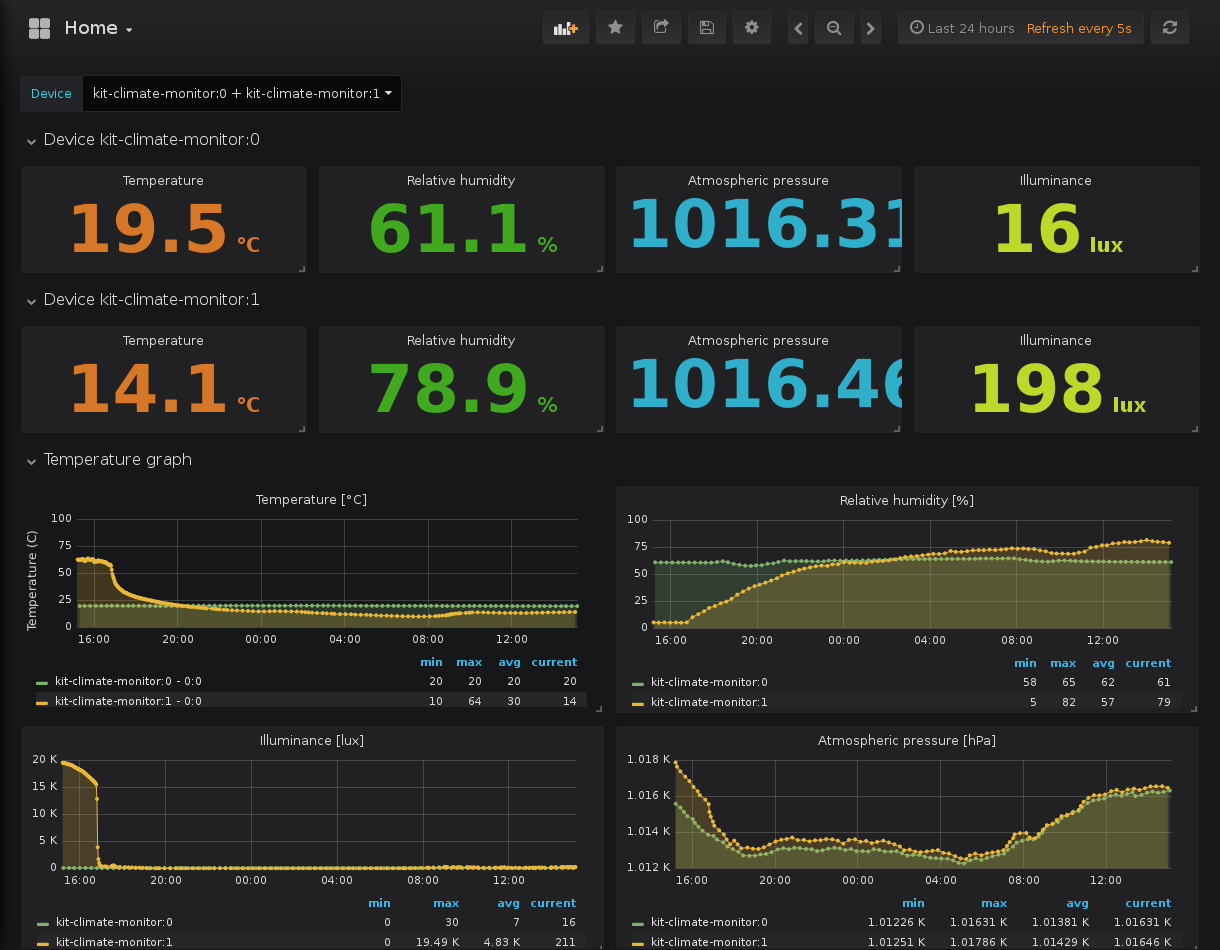 Home
Last 24 hours Refresh every 5s
Device kit-climate-monitor:0 + kit-climate-monitor:1
Device kit-climate-monitor:0
Temperature Relative humidity Atmospheric pressure Illuminance
19.5 °C 61.1 % 1016.31 16 lux
Device kit-climate-monitor:1
Temperature Relative humidity Atmospheric pressure Illuminance
14.1 °C 78.9 % 1016.46 198 lux
Temperature graph
Temperature [°C]
Temperature (C)
100
75
50
25
0
16:00 20:00 00:00 04:00 08:00 12:00
min max avg current
kit-climate-monitor:0 - 0:0 20 20 20 20
kit-climate-monitor:1 - 0:0 10 64 30 14
Relative humidity [%]
100
75
50
25
0
16:00 20:00 00:00 04:00 08:00 12:00
min max avg current
kit-climate-monitor:0 58 65 62 61
kit-climate-monitor:1 5 82 57 79
Illuminance [lux]
20 K
15 K
10 K
5 K
0
16:00 20:00 00:00 04:00 08:00 12:00
min max avg current
kit-climate-monitor:0 0 30 7 16
kit-climate-monitor:1 0 19.49 K 4.83 K 211
Atmospheric pressure [hPa]
1.018 K
1.016 K
1.014 K
1.012 K
16:00 20:00 00:00 04:00 08:00 12:00
min max avg current
kit-climate-monitor:0 1.01226 K 1.01631 K 1.01381 K 1.01631 K
kit-climate-monitor:1 1.01251 K 1.01786 K 1.01429 K 1.01646 K